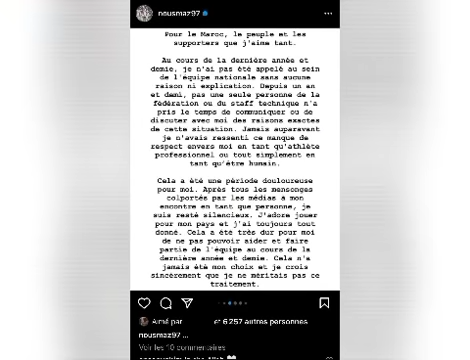 nousmaz97
Pour le Maroc, le peuple et les
supporters que j'aime tant.
Au cours de la dernière année et
demie, je n'ai pas été appelé au sein
de l'équipe nationale sans aucune
raison ni explication. Depuis un an
et demi, pas une seule personne de la
fédération ou du staff technique n'a
pris le temps de communiquer ou de
discuter avec moi des raisons exactes
de cette situation. Jamais auparavant
je n'avais ressenti ce manque de
respect envers moi en tant qu'athlète
professionnel ou tout simplement en
tant qu'être humain.
Cela a été une période douloureuse
pour moi. Après tous les mensonges
colportés par les médias à mon
encontre en tant que personne, je
suis resté silencieux. J'adore jouer
pour mon pays et j'ai toujours tout
donné. Cela a été très dur pour moi
de ne pas pouvoir aider et faire
partie de l'équipe au cours de la
dernière année et demie. Cela n'a
jamais été mon choix et je crois
sincèrement que je ne méritais pas ce
traitement.
Aimé par et 6 257 autres personnes
nousmaz97 ...
Voir les 10 commentaires